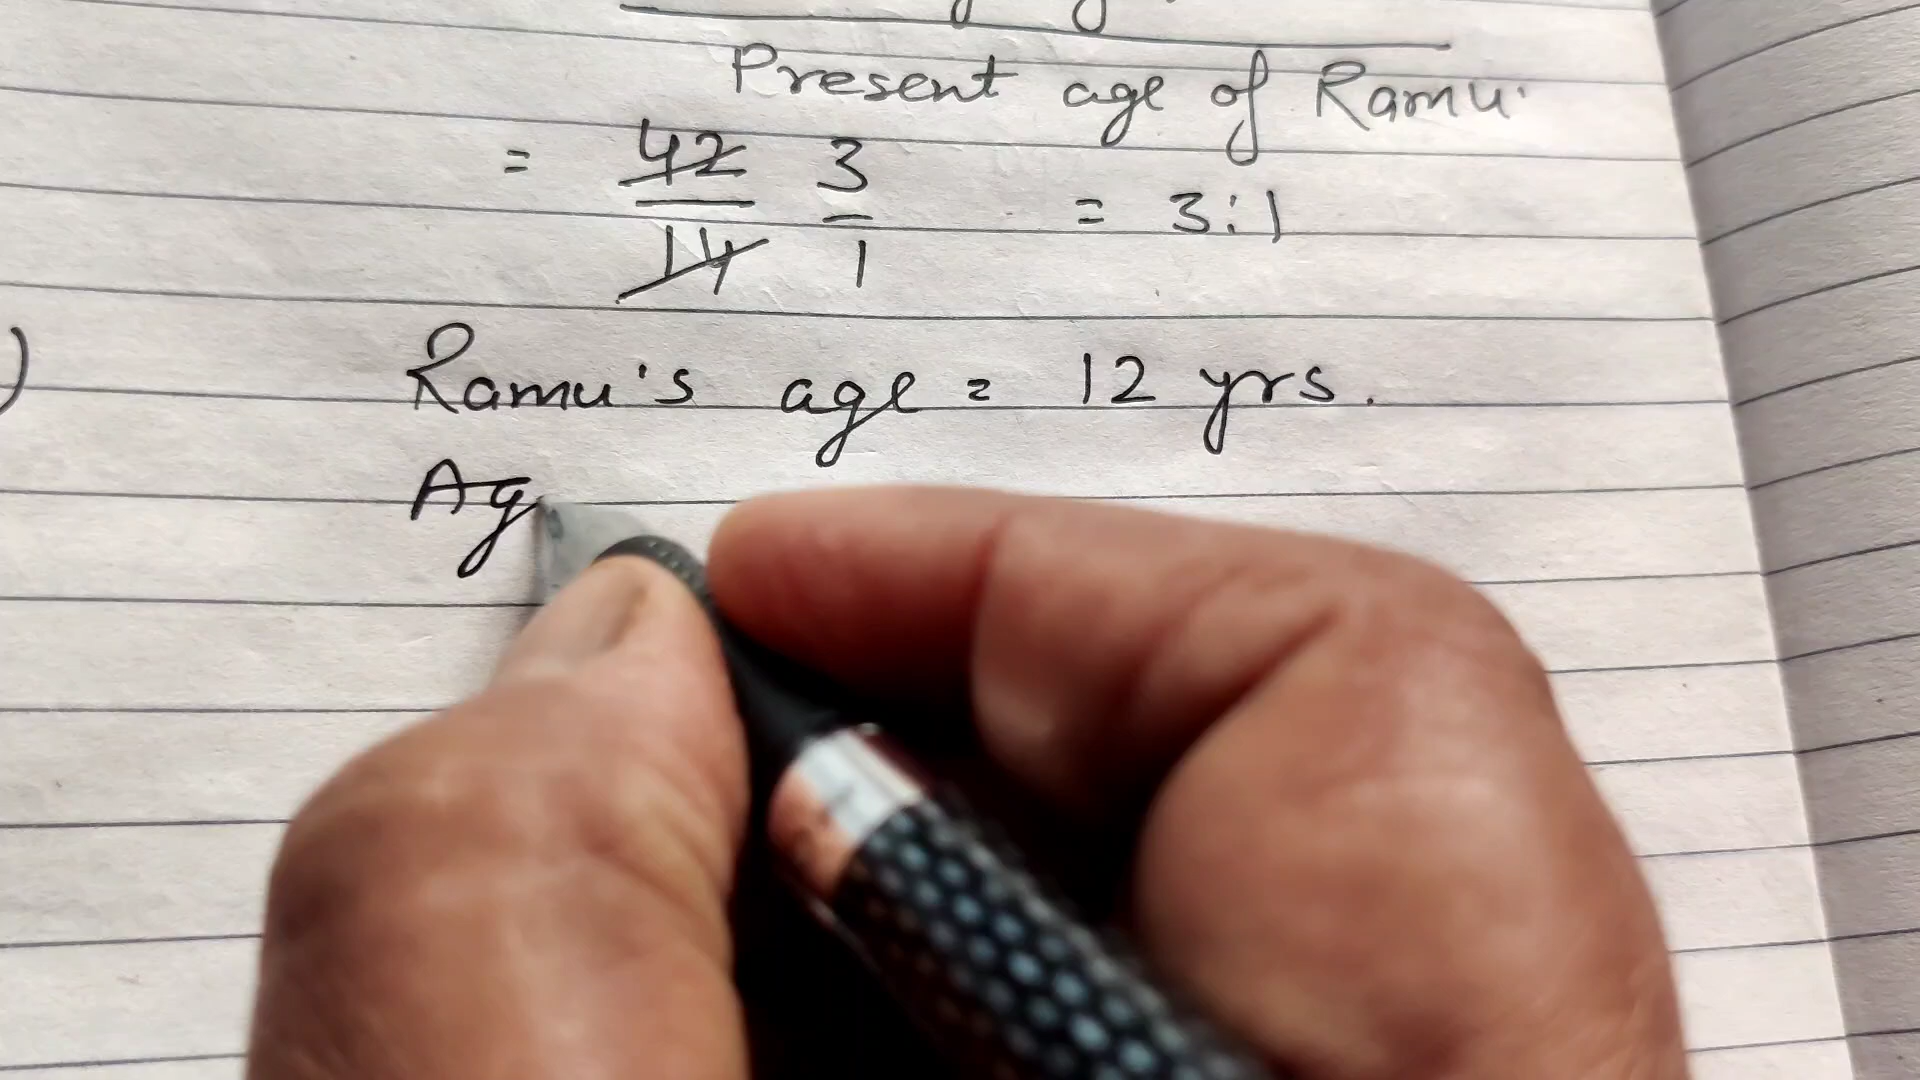 Present age of Ramu.
= 42/14 3/1 = 3:1
) Ramu's age = 12 yrs.
Ag